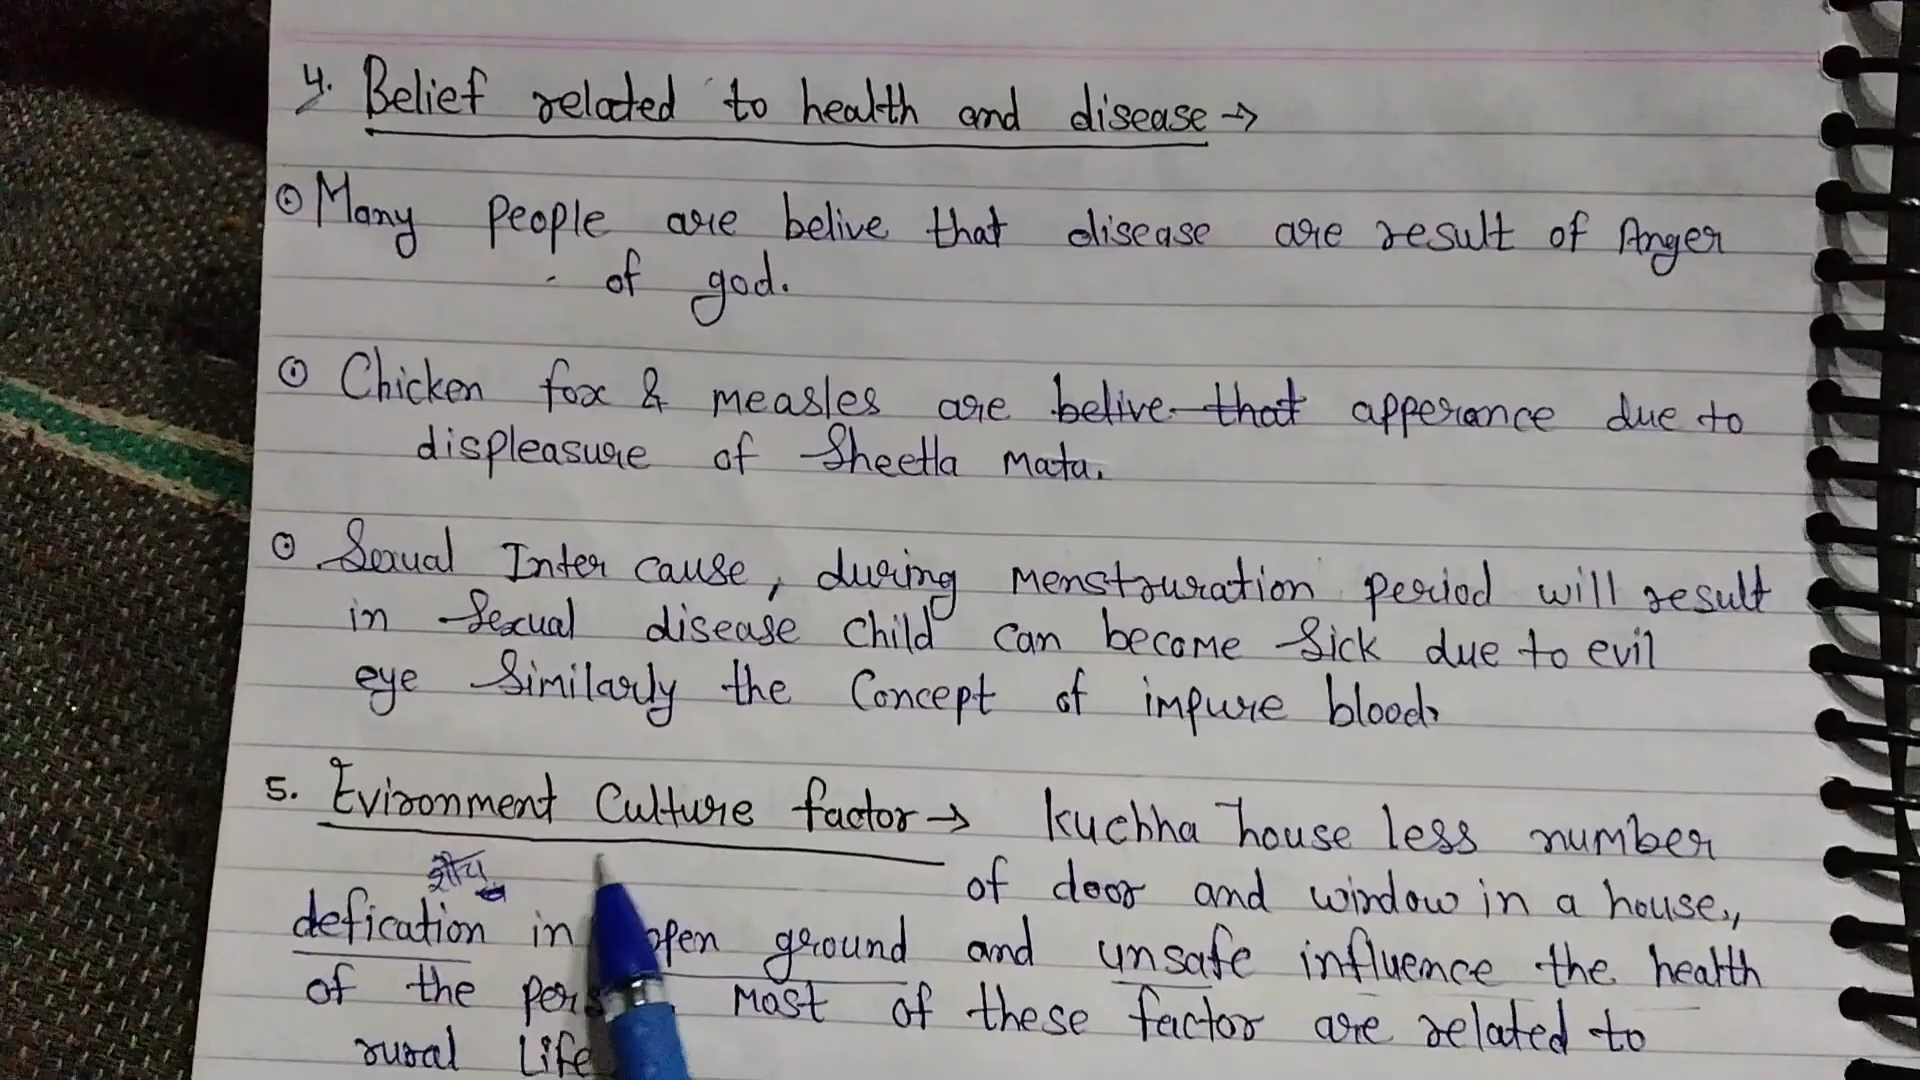 4. Belief related to health and disease →
⊙ Many people are belive that disease are result of Anger
- of god.
⊙ Chicken fox & measles are belive that apperance due to
displeasure of Sheetla Mata.
⊙ Sexual Inter cause, during menstruration period will result
in Sexual disease child can become Sick due to evil
eye Similarly the Concept of impure blood.
5. Evironment Culture factor → Kuchha house less number
of door and window in a house,,
शौच
defication in open ground and unsafe influence the health
of the Most of these factor are related to
rural Life